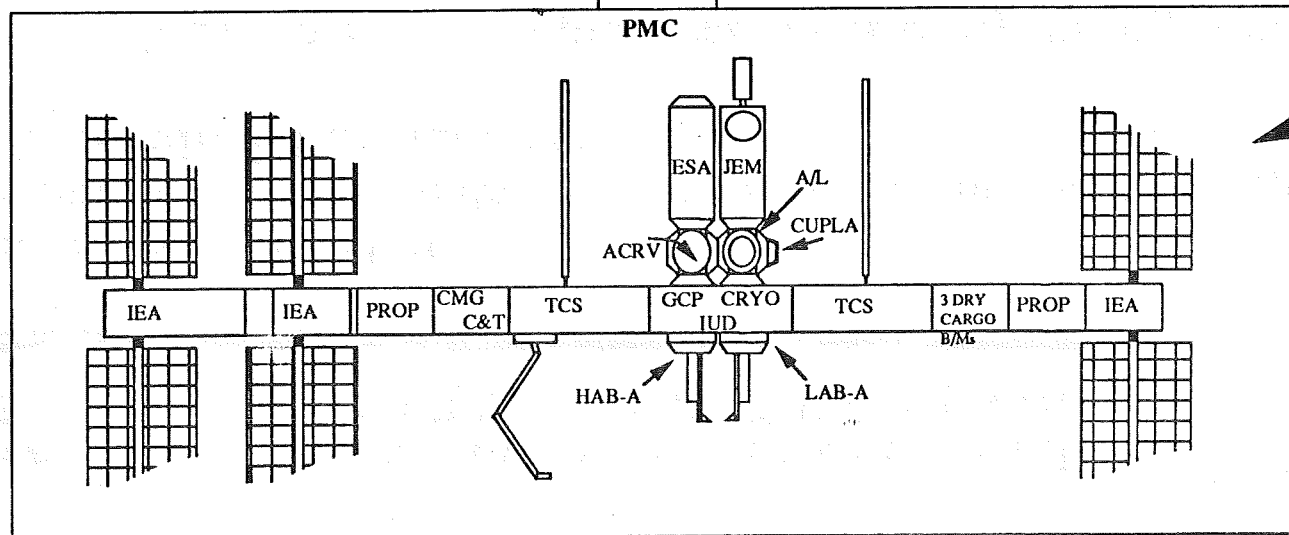 PMC
ESA
JEM
A/L
CUPLA
ACRV
IEA
IEA
PROP
CMG
C&T
TCS
GCP
CRYO
IUD
TCS
3 DRY
CARGO
B/Ms
PROP
IEA
HAB-A
LAB-A